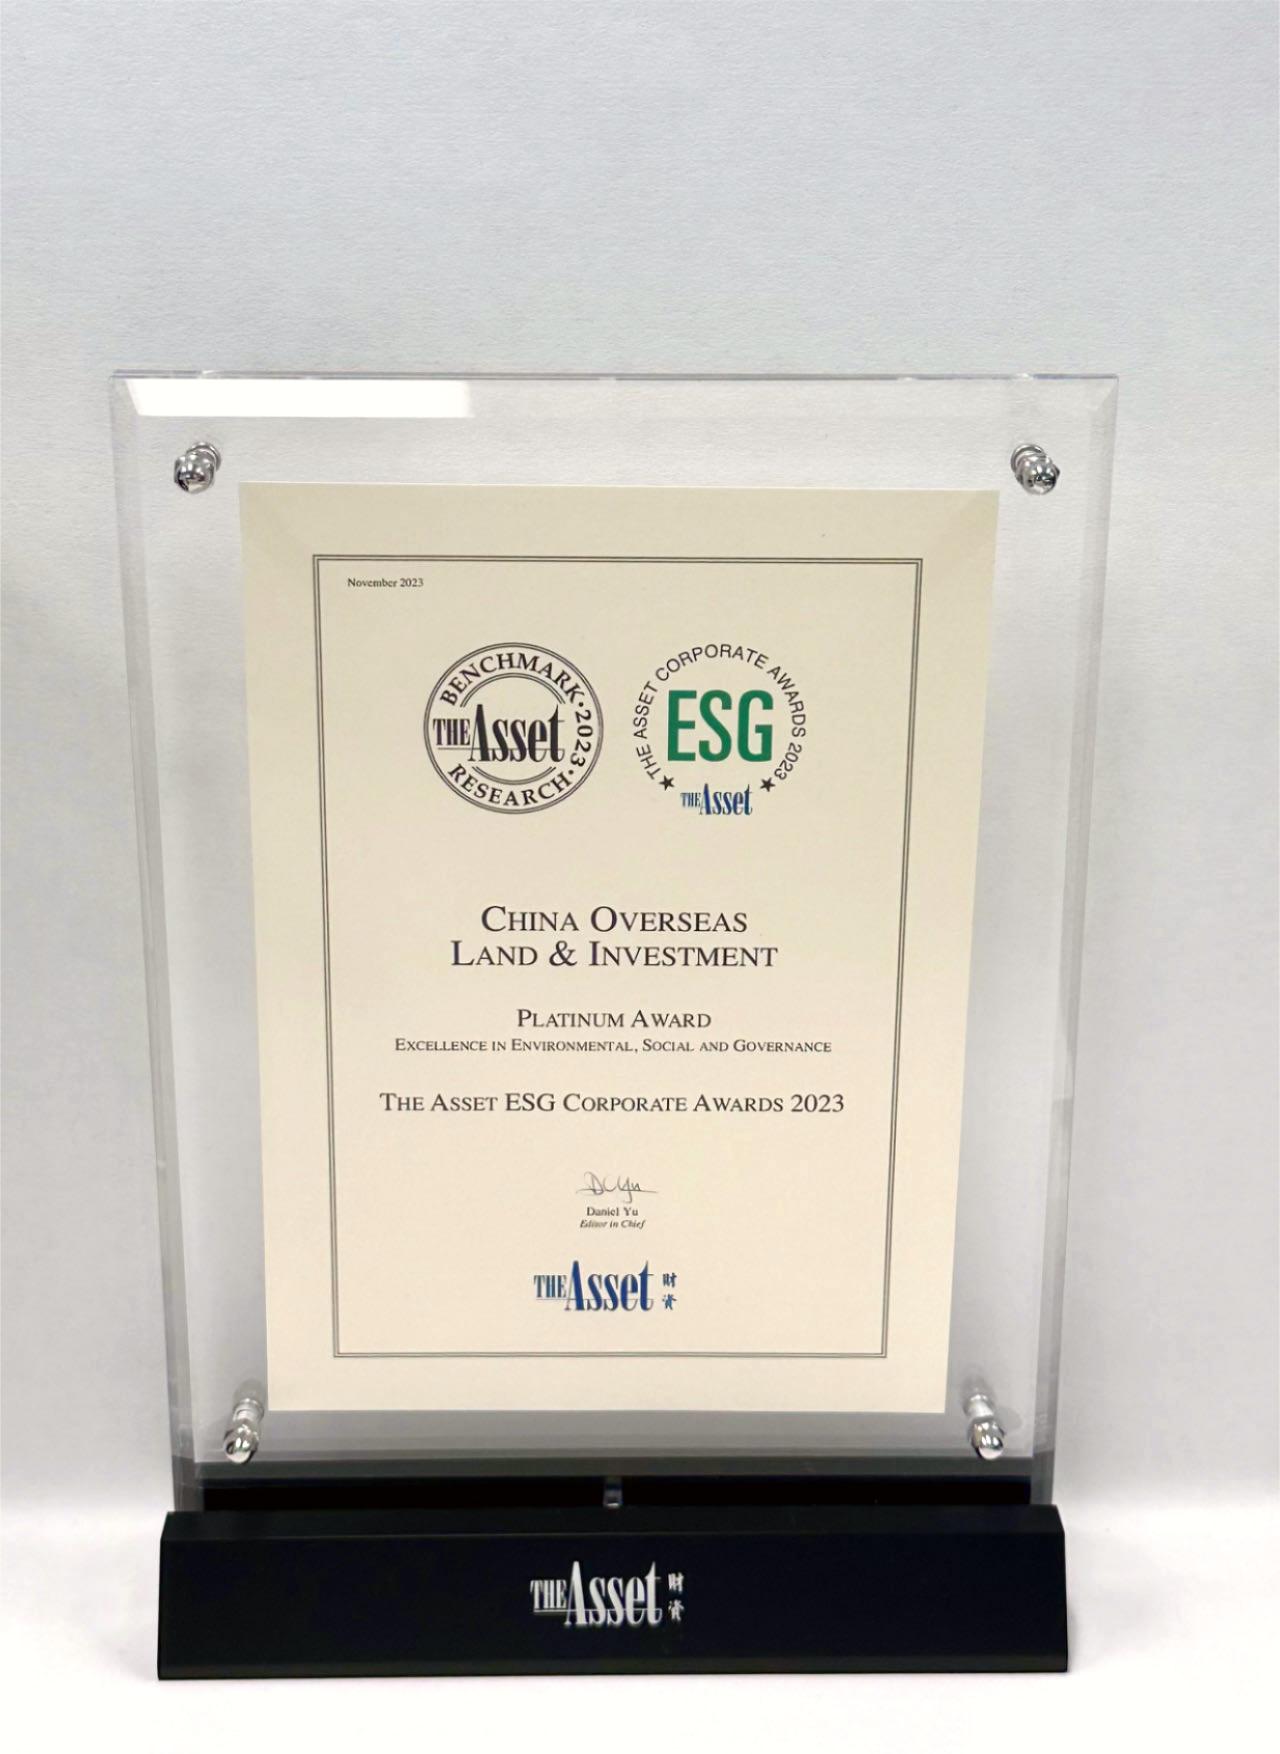 November 2023
BENCHMARK · 2023 ·
THE Asset
RESEARCH ·
THE ASSET CORPORATE AWARDS 2023
ESG
THE Asset
CHINA OVERSEAS
LAND & INVESTMENT
PLATINUM AWARD
EXCELLENCE IN ENVIRONMENTAL, SOCIAL AND GOVERNANCE
THE ASSET ESG CORPORATE AWARDS 2023
DCYu
Daniel Yu
Editor in Chief
THE Asset 財資
THE Asset 財資